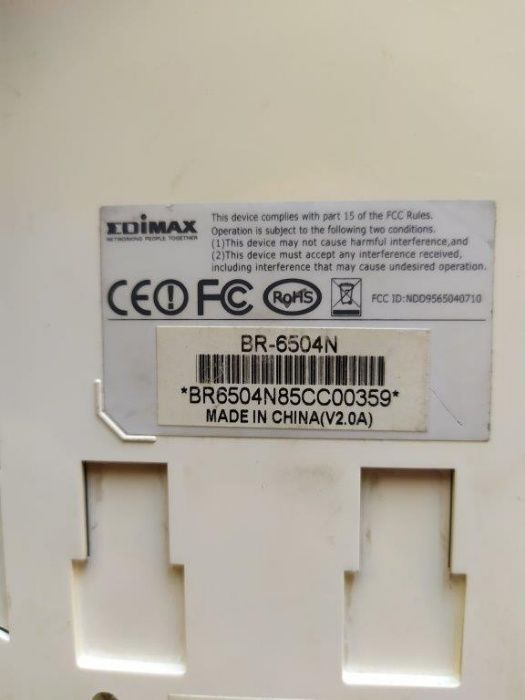 EDIMAX
NETWORKING PEOPLE TOGETHER
This device complies with part 15 of the FCC Rules.
Operation is subject to the following two conditions.
(1)This device may not cause harmful interference,and
(2)This device must accept any interference received,
including interference that may cause undesired operation.
CE FC RoHS FCC ID:NDD9565040710
BR-6504N
*BR6504N85CC00359*
MADE IN CHINA(V2.0A)